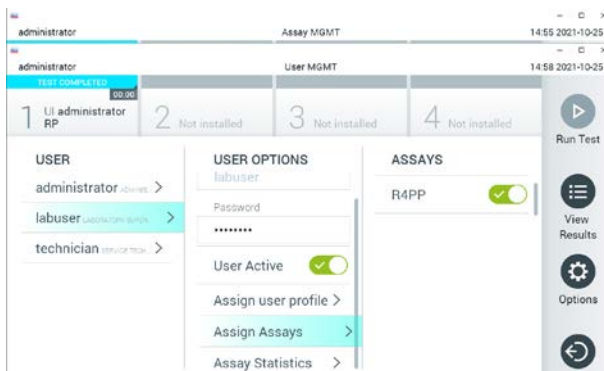 administrator Assay MGMT 14:55 2021-10-25
administrator User MGMT 14:58 2021-10-25
TEST COMPLETED
00:00
1 UI administrator
RP
2 Not installed
3 Not installed
4 Not installed
Run Test
USER
administrator
labuser
technician
USER OPTIONS
labuser
Password
••••••••
User Active
Assign user profile >
Assign Assays >
Assay Statistics >
ASSAYS
R4PP
View
Results
Options